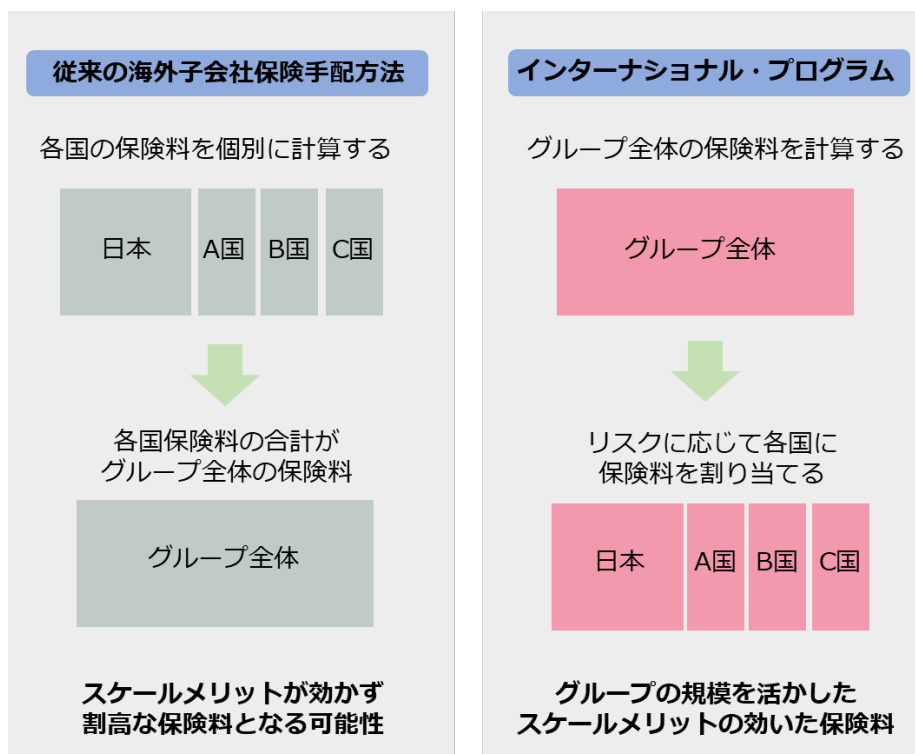 従来の海外子会社保険手配方法
各国の保険料を個別に計算する
日本
A国
B国
C国
各国保険料の合計が
グループ全体の保険料
グループ全体
スケールメリットが効かず
割高な保険料となる可能性
インターナショナル・プログラム
グループ全体の保険料を計算する
グループ全体
リスクに応じて各国に
保険料を割り当てる
日本
A国
B国
C国
グループの規模を活かした
スケールメリットの効いた保険料